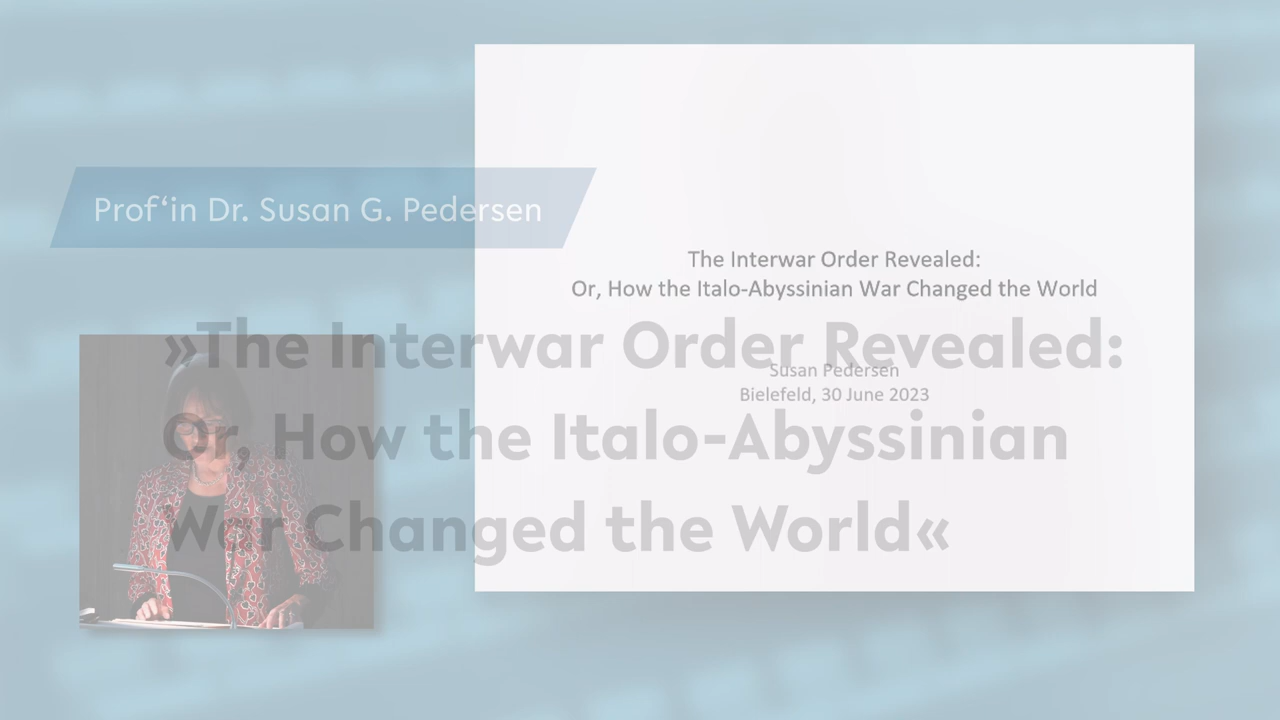 Prof‘in Dr. Susan G. Pedersen
The Interwar Order Revealed:
Or, How the Italo-Abyssinian War Changed the World
Susan Pedersen
Bielefeld, 30 June 2023
»The Interwar Order Revealed:
Or, How the Italo-Abyssinian
War Changed the World«